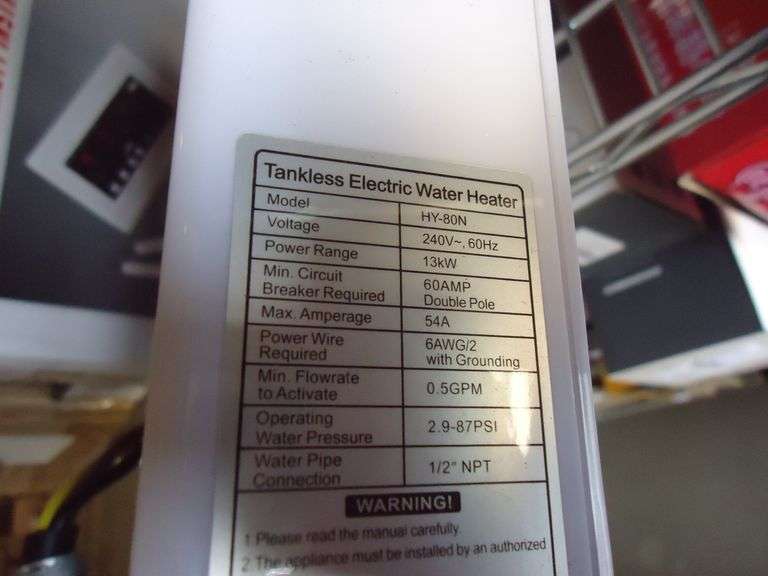 Tankless Electric Water Heater
Model HY-80N
Voltage 240V~, 60Hz
Power Range 13kW
Min. Circuit
Breaker Required 60AMP
Double Pole
Max. Amperage 54A
Power Wire
Required 6AWG/2
with Grounding
Min. Flowrate
to Activate 0.5GPM
Operating
Water Pressure 2.9-87PSI
Water Pipe
Connection 1/2" NPT
WARNING!
1.Please read the manual carefully.
2.The appliance must be installed by an authorized